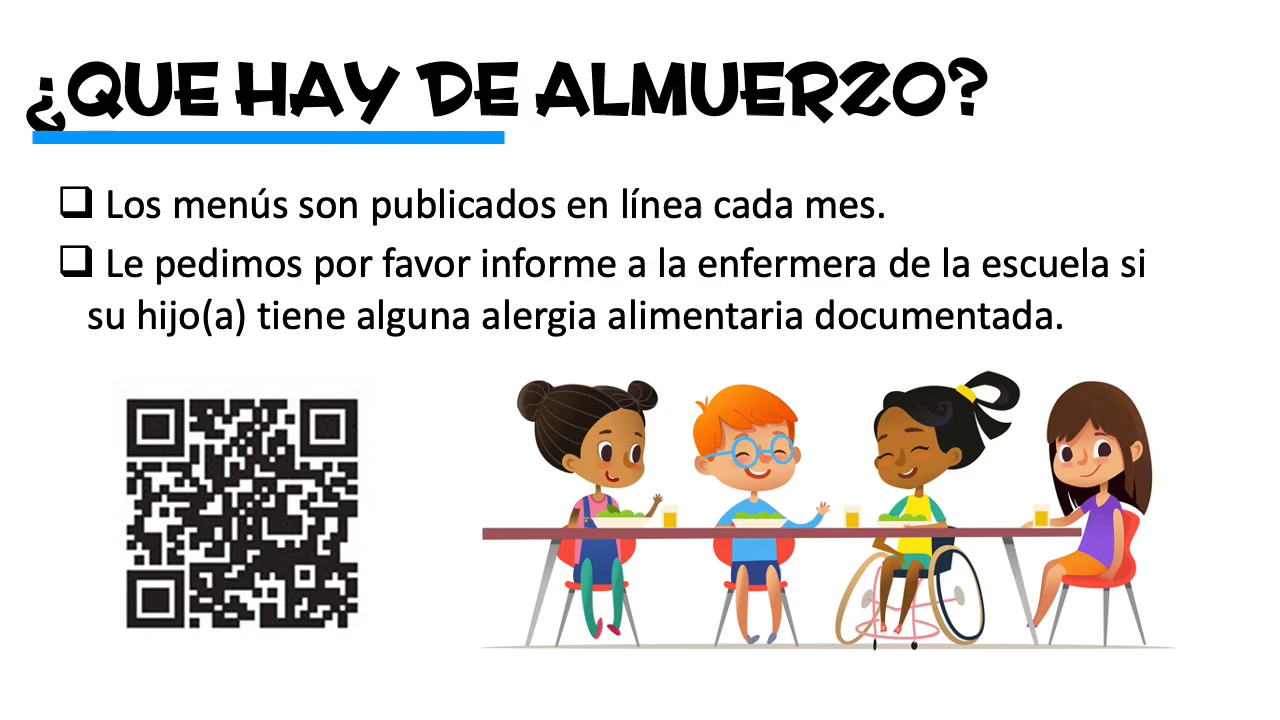 ¿QUE HAY DE ALMUERZO?
❑ Los menús son publicados en línea cada mes.
❑ Le pedimos por favor informe a la enfermera de la escuela si
su hijo(a) tiene alguna alergia alimentaria documentada.